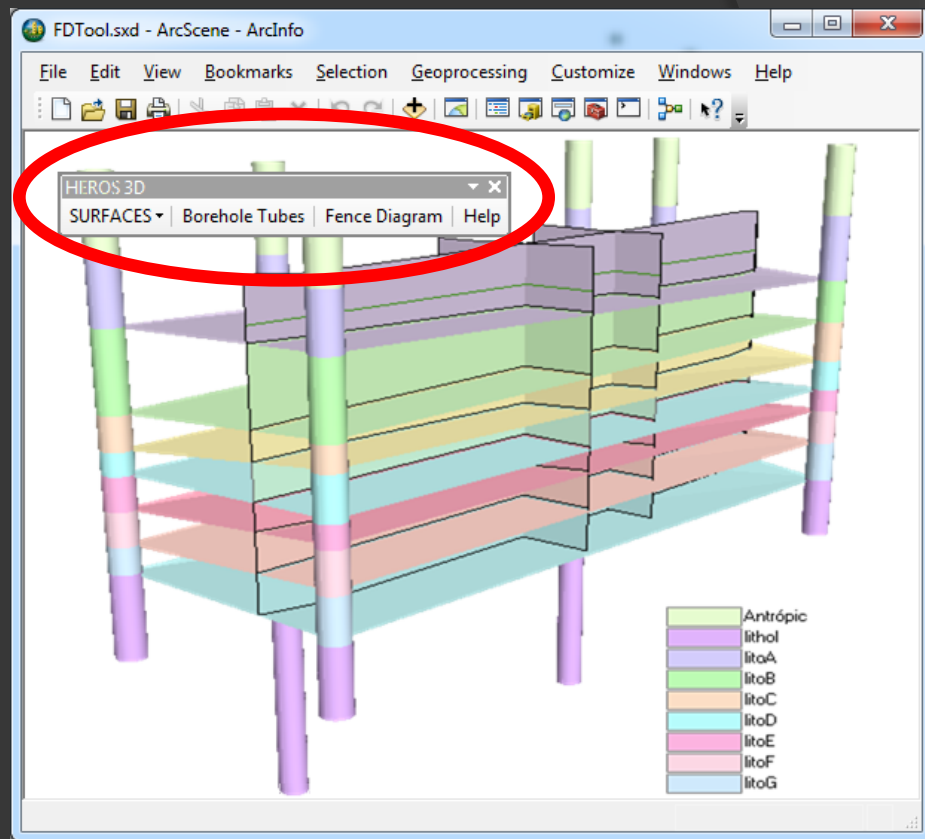 FDTool.sxd - ArcScene - ArcInfo
File Edit View Bookmarks Selection Geoprocessing Customize Windows Help
HEROS 3D
SURFACES Borehole Tubes Fence Diagram Help
Antrópic
lithol
litoA
litoB
litoC
litoD
litoE
litoF
litoG